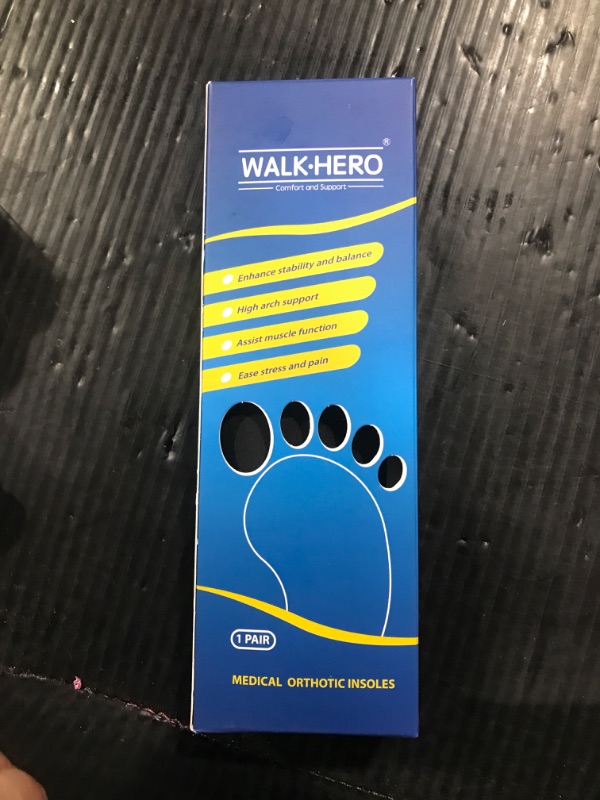 WALK·HERO®
Comfort and Support
Enhance stability and balance
High arch support
Assist muscle function
Ease stress and pain
1 PAIR
MEDICAL ORTHOTIC INSOLES